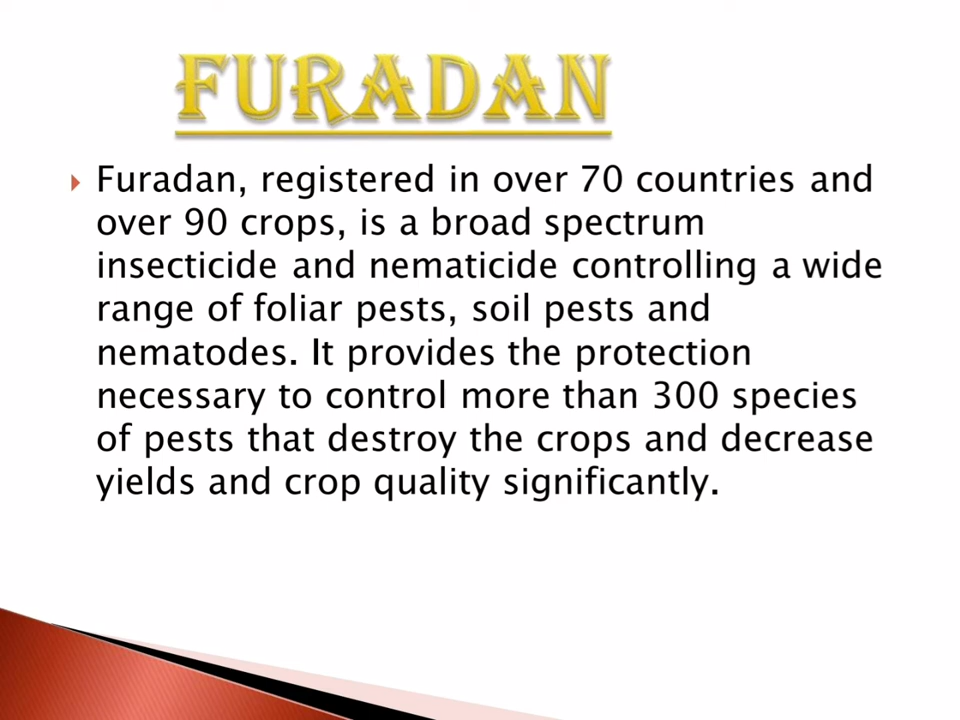 FURADAN
Furadan, registered in over 70 countries and
over 90 crops, is a broad spectrum
insecticide and nematicide controlling a wide
range of foliar pests, soil pests and
nematodes. It provides the protection
necessary to control more than 300 species
of pests that destroy the crops and decrease
yields and crop quality significantly.